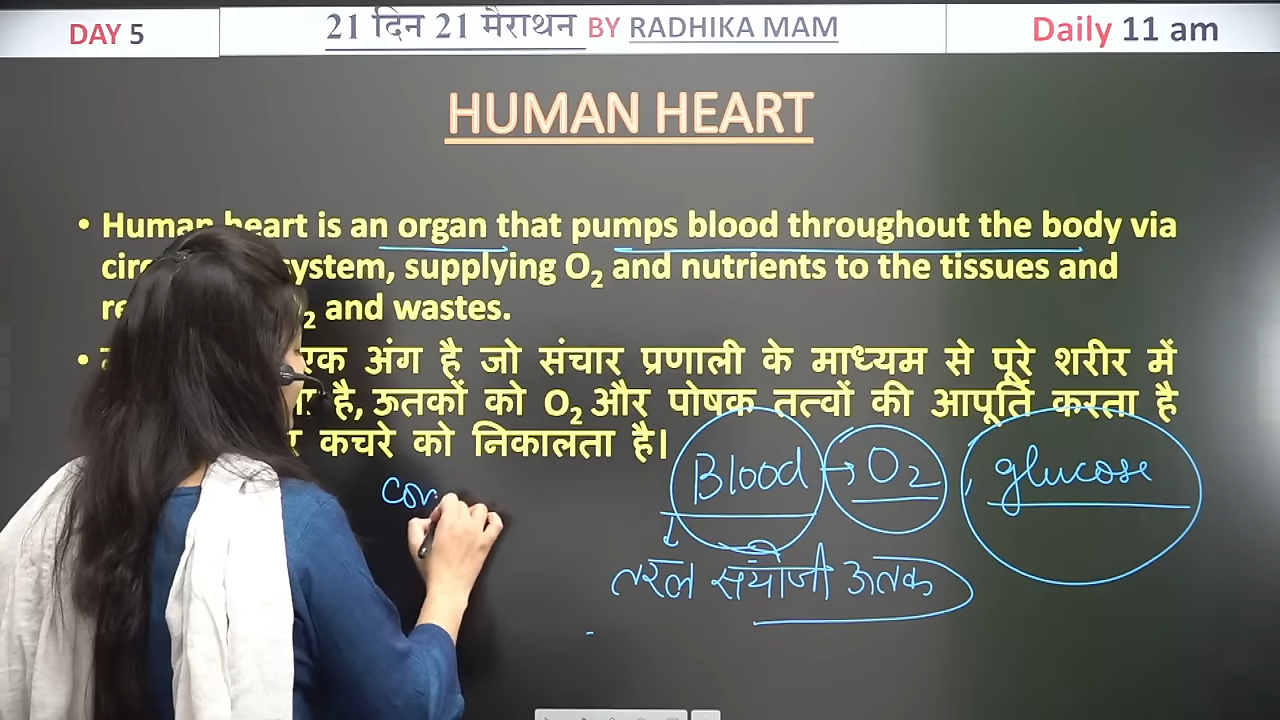 DAY 5
21 दिन 21 मैराथन BY RADHIKA MAM
Daily 11 am
HUMAN HEART
• Human heart is an organ that pumps blood throughout the body via
system, supplying O₂ and nutrients to the tissues and
and wastes.
• अंग है जो संचार प्रणाली के माध्यम से पूरे शरीर में
है, ऊतकों को O₂ और पोषक तत्वों की आपूर्ति करता है
कचरे को निकालता है।
Blood → O₂ glucose
con
तरल संयोजी ऊतक